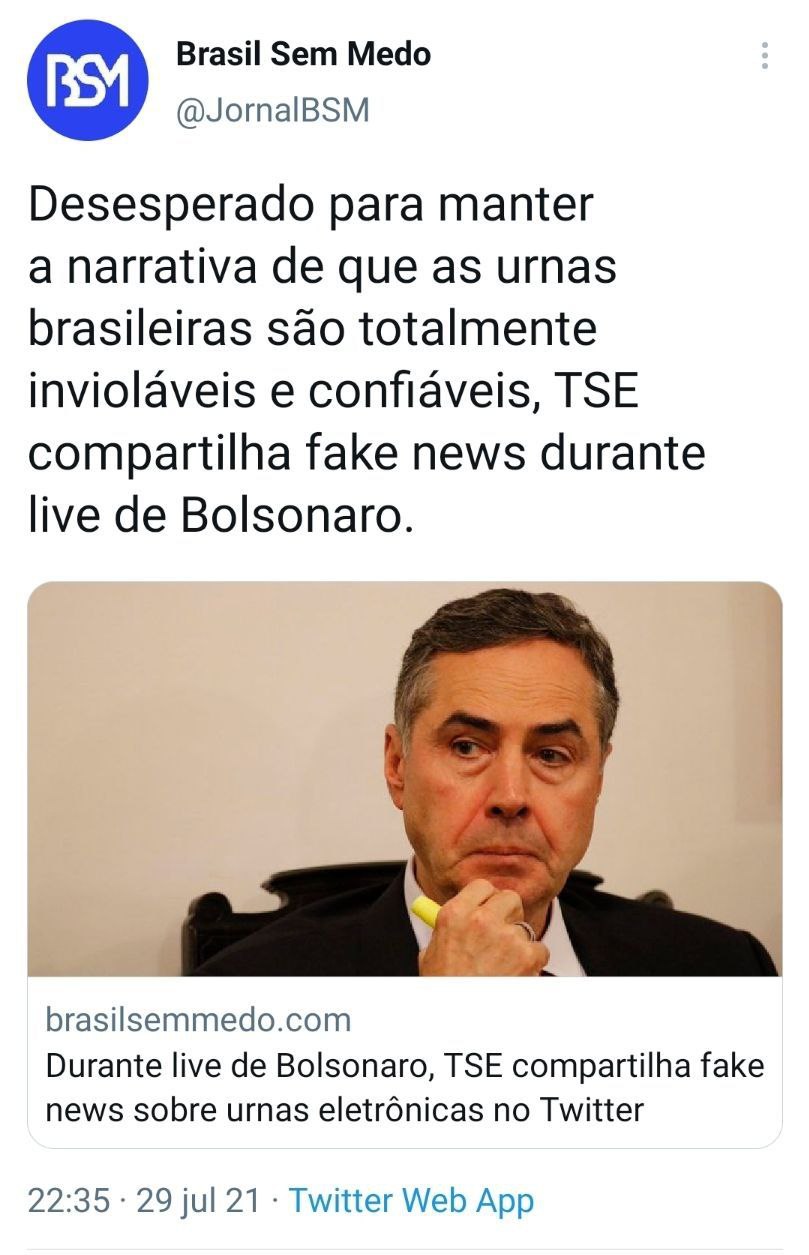 BSM
Brasil Sem Medo
@JornalBSM
Desesperado para manter
a narrativa de que as urnas
brasileiras são totalmente
invioláveis e confiáveis, TSE
compartilha fake news durante
live de Bolsonaro.
brasilsemmedo.com
Durante live de Bolsonaro, TSE compartilha fake
news sobre urnas eletrônicas no Twitter
22:35 · 29 jul 21 · Twitter Web App